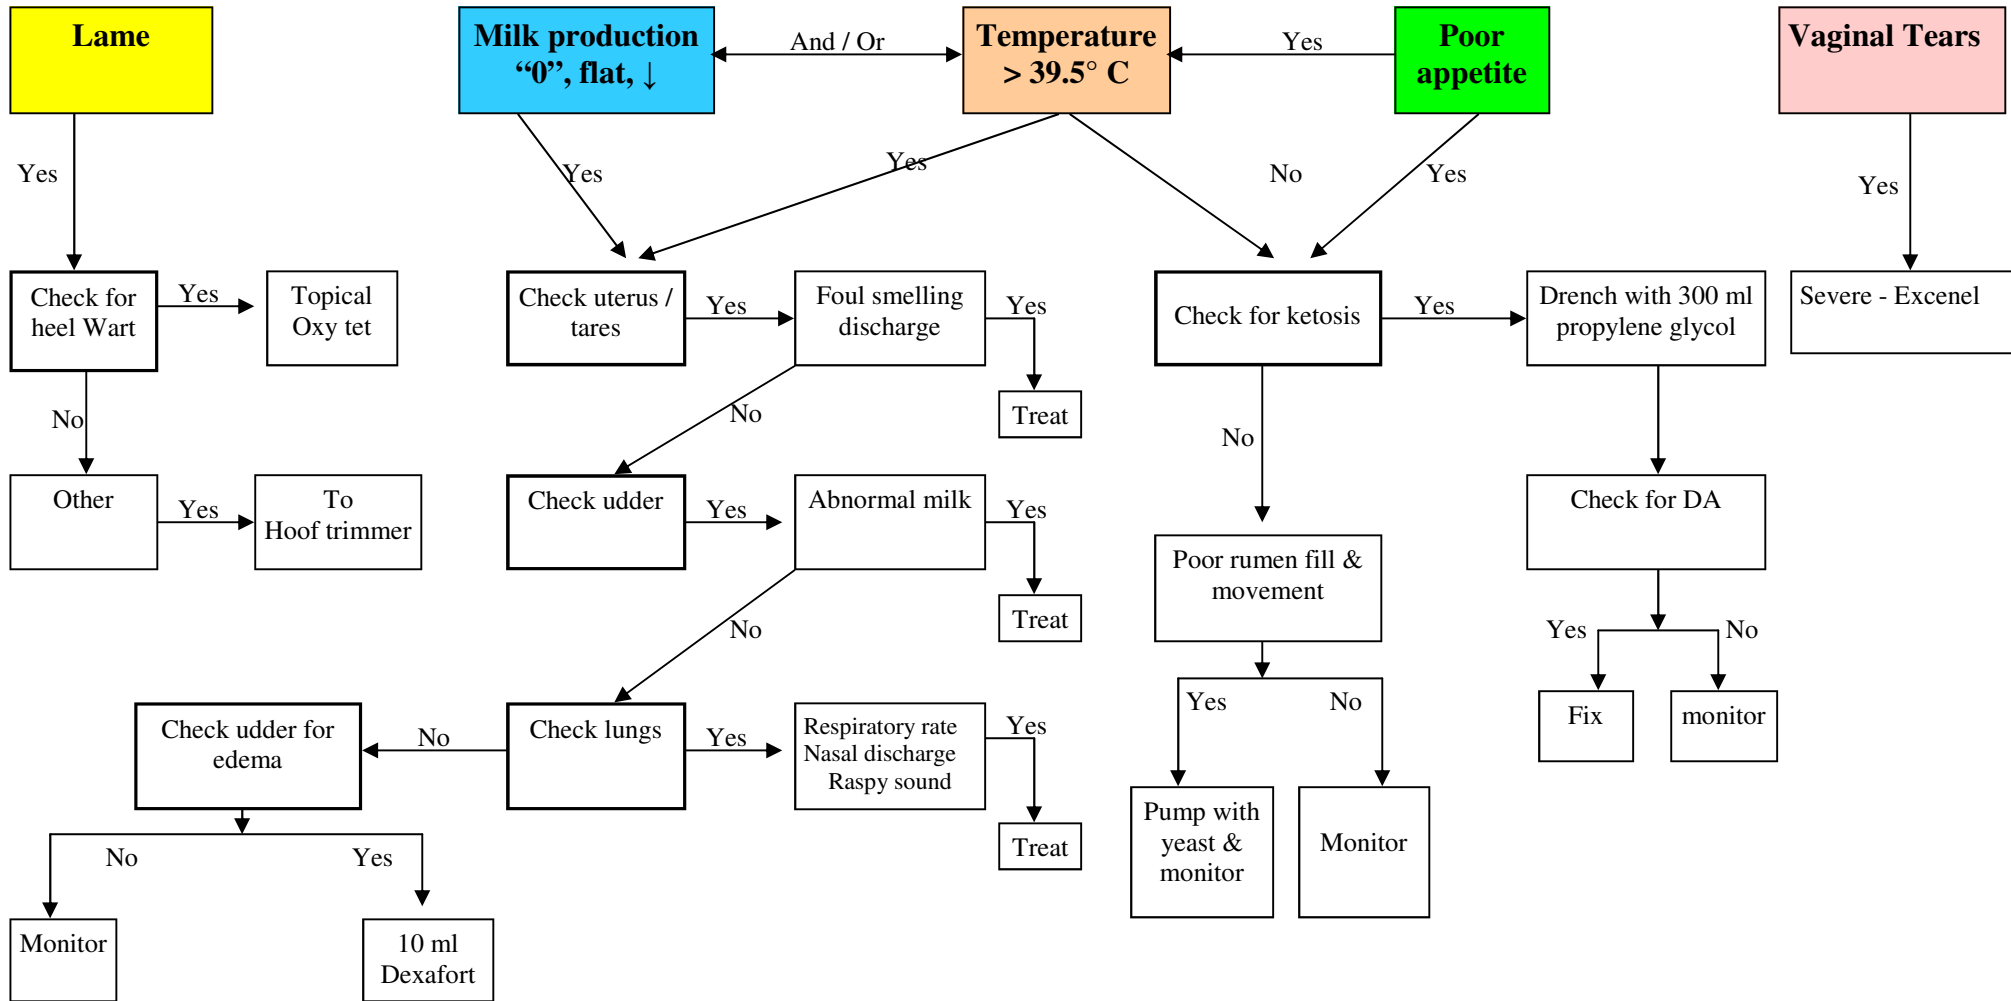 Lame
Milk production
“0”, flat, ↓
And / Or
Temperature
> 39.5° C
Yes
Poor
appetite
Vaginal Tears
Yes
Yes
Yes
No
Yes
Yes
Check for
heel Wart
Yes
Topical
Oxy tet
Check uterus /
tares
Yes
Foul smelling
discharge
Yes
Treat
Check for ketosis
Yes
Drench with 300 ml
propylene glycol
Severe - Excenel
No
No
No
Other
Yes
To
Hoof trimmer
Check udder
Yes
Abnormal milk
Yes
Treat
Poor rumen fill &
movement
Check for DA
No
Yes
No
Fix
monitor
Check udder for
edema
No
Check lungs
Yes
Respiratory rate
Nasal discharge
Raspy sound
Yes
Treat
Yes
No
Pump with
yeast &
monitor
Monitor
No
Yes
Monitor
10 ml
Dexafort